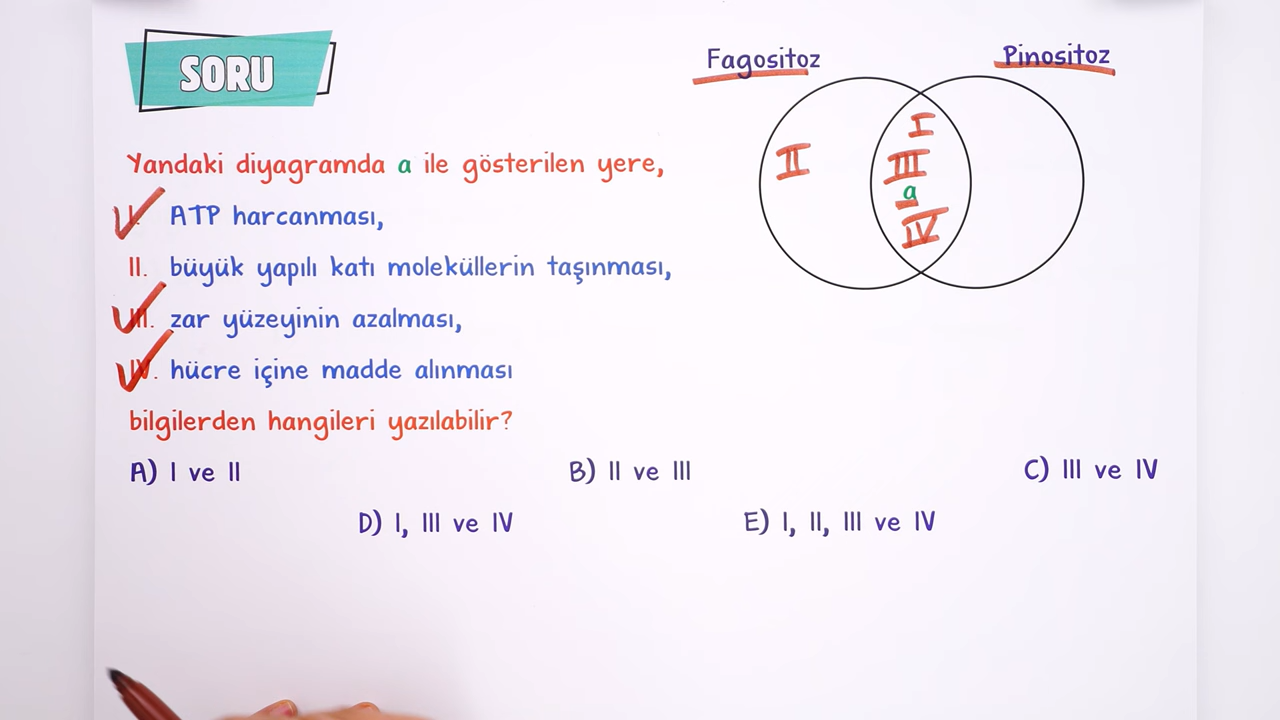 SORU
Fagositoz
Pinositoz
Yandaki diyagramda a ile gösterilen yere,
I. ATP harcanması,
II. büyük yapılı katı moleküllerin taşınması,
III. zar yüzeyinin azalması,
IV. hücre içine madde alınması
bilgilerden hangileri yazılabilir?
II
I
III
a
IV
A) I ve II
B) II ve III
C) III ve IV
D) I, III ve IV
E) I, II, III ve IV